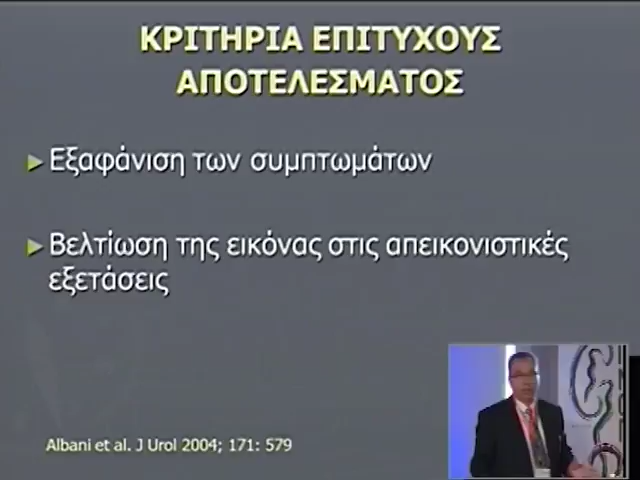 ΚΡΙΤΗΡΙΑ ΕΠΙΤΥΧΟΥΣ
ΑΠΟΤΕΛΕΣΜΑΤΟΣ
Εξαφάνιση των συμπτωμάτων
Βελτίωση της εικόνας στις απεικονιστικές
εξετάσεις
Albani et al. J Urol 2004; 171: 579